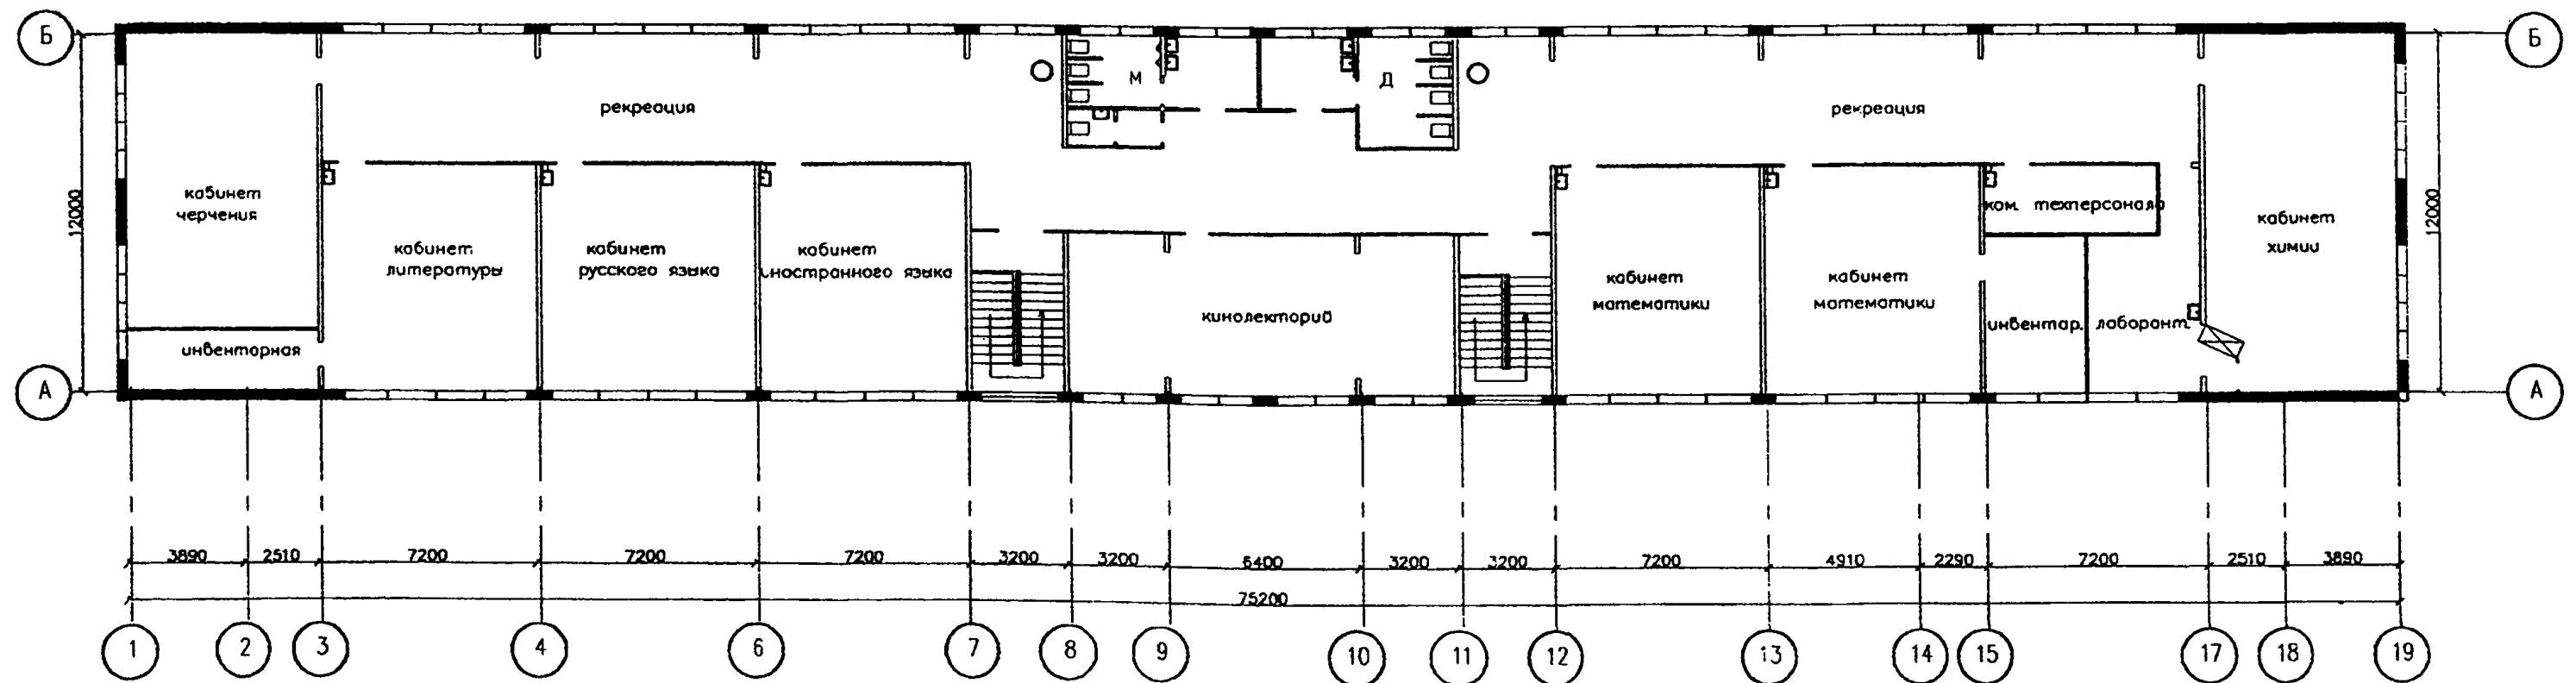 Б
Б
М
Д
рекреация
рекреация
12000
12000
кабинет
черчения
ком. техперсонала
кабинет
химии
кабинет
литературы
кабинет
русского языка
кабинет
иностранного языка
кабинет
математики
кабинет
математики
кинолекторий
инвентар.
лаборант.
инвенторная
А
А
3890
2510
7200
7200
7200
3200
3200
6400
3200
3200
7200
4910
2290
7200
2510
3890
75200
1
2
3
4
6
7
8
9
10
11
12
13
14
15
17
18
19